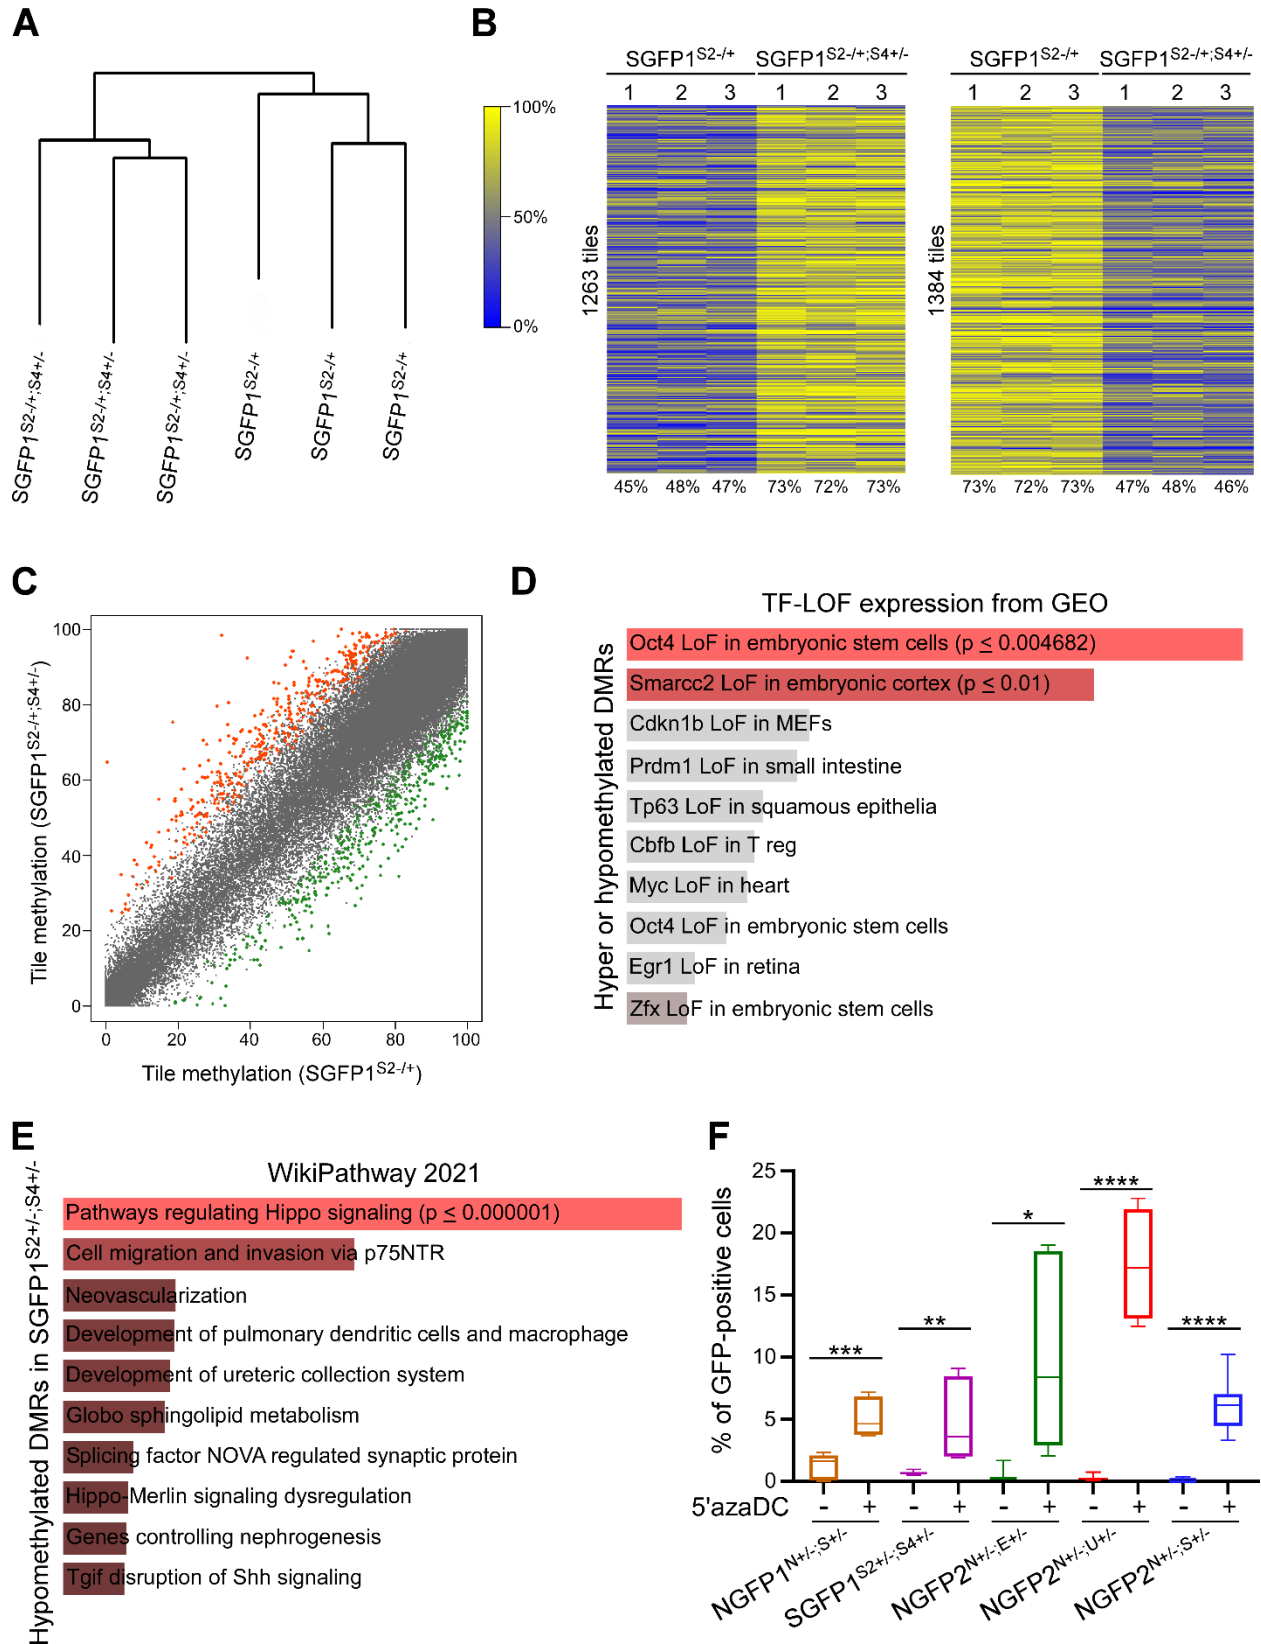 A
SGFP1S2-/+;S4+/-
SGFP1S2-/+;S4+/-
SGFP1S2-/+;S4+/-
SGFP1S2-/+
SGFP1S2-/+
SGFP1S2-/+
B
100%
50%
0%
SGFP1S2-/+ SGFP1S2-/+;S4+/-
1 2 3 1 2 3
1263 tiles
45% 48% 47% 73% 72% 73%
SGFP1S2-/+ SGFP1S2-/+;S4+/-
1 2 3 1 2 3
1384 tiles
73% 72% 73% 47% 48% 46%
C
Tile methylation (SGFP1S2-/+;S4+/-)
100
80
60
40
20
0
0 20 40 60 80 100
Tile methylation (SGFP1S2-/+)
D
TF-LOF expression from GEO
Hyper or hypomethylated DMRs
Oct4 LoF in embryonic stem cells (p ≤ 0.004682)
Smarcc2 LoF in embryonic cortex (p ≤ 0.01)
Cdkn1b LoF in MEFs
Prdm1 LoF in small intestine
Tp63 LoF in squamous epithelia
Cbfb LoF in T reg
Myc LoF in heart
Oct4 LoF in embryonic stem cells
Egr1 LoF in retina
Zfx LoF in embryonic stem cells
E
WikiPathway 2021
Hypomethylated DMRs in SGFP1S2+/-;S4+/-
Pathways regulating Hippo signaling (p ≤ 0.000001)
Cell migration and invasion via p75NTR
Neovascularization
Development of pulmonary dendritic cells and macrophage
Development of ureteric collection system
Globo sphingolipid metabolism
Splicing factor NOVA regulated synaptic protein
Hippo-Merlin signaling dysregulation
Genes controlling nephrogenesis
Tgif disruption of Shh signaling
F
% of GFP-positive cells
25
20
15
10
5
0
***
**
*
****
****
5'azaDC - + - + - + - + - +
NGFP1N+/-;S+/-
SGFP1S2+/-;S4+/-
NGFP2N+/-;E+/-
NGFP2N+/-;U+/-
NGFP2N+/-;S+/-